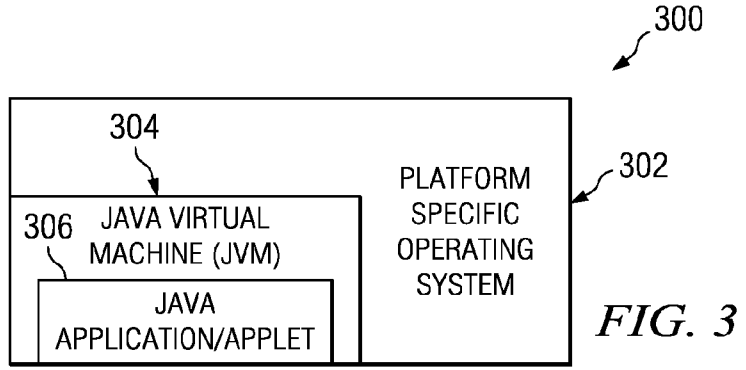 300
304
302
PLATFORM
SPECIFIC
OPERATING
SYSTEM
306
JAVA VIRTUAL
MACHINE (JVM)
JAVA
APPLICATION/APPLET
FIG. 3